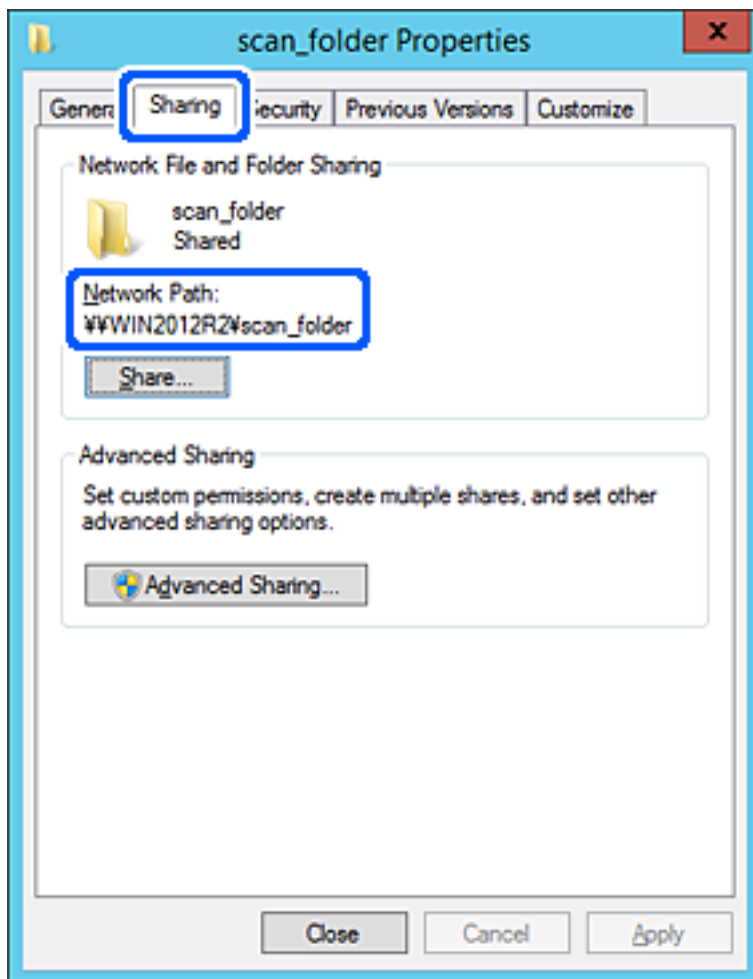 scan_folder Properties
x
Genera Sharing ecurity Previous Versions Customize
Network File and Folder Sharing
scan_folder
Shared
Network Path:
¥¥WIN2012R2¥scan_folder
Share...
Advanced Sharing
Set custom permissions, create multiple shares, and set other
advanced sharing options.
Advanced Sharing...
Close Cancel Apply